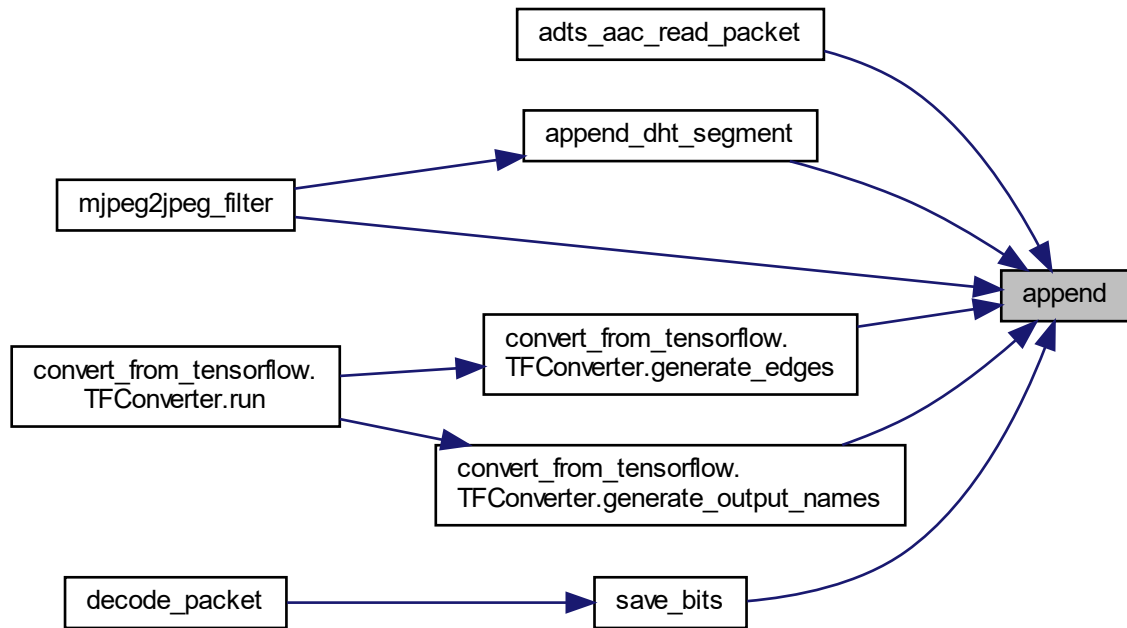 adts_aac_read_packet
append_dht_segment
mjpeg2jpeg_filter
append
convert_from_tensorflow.
TFConverter.generate_edges
convert_from_tensorflow.
TFConverter.run
convert_from_tensorflow.
TFConverter.generate_output_names
decode_packet
save_bits